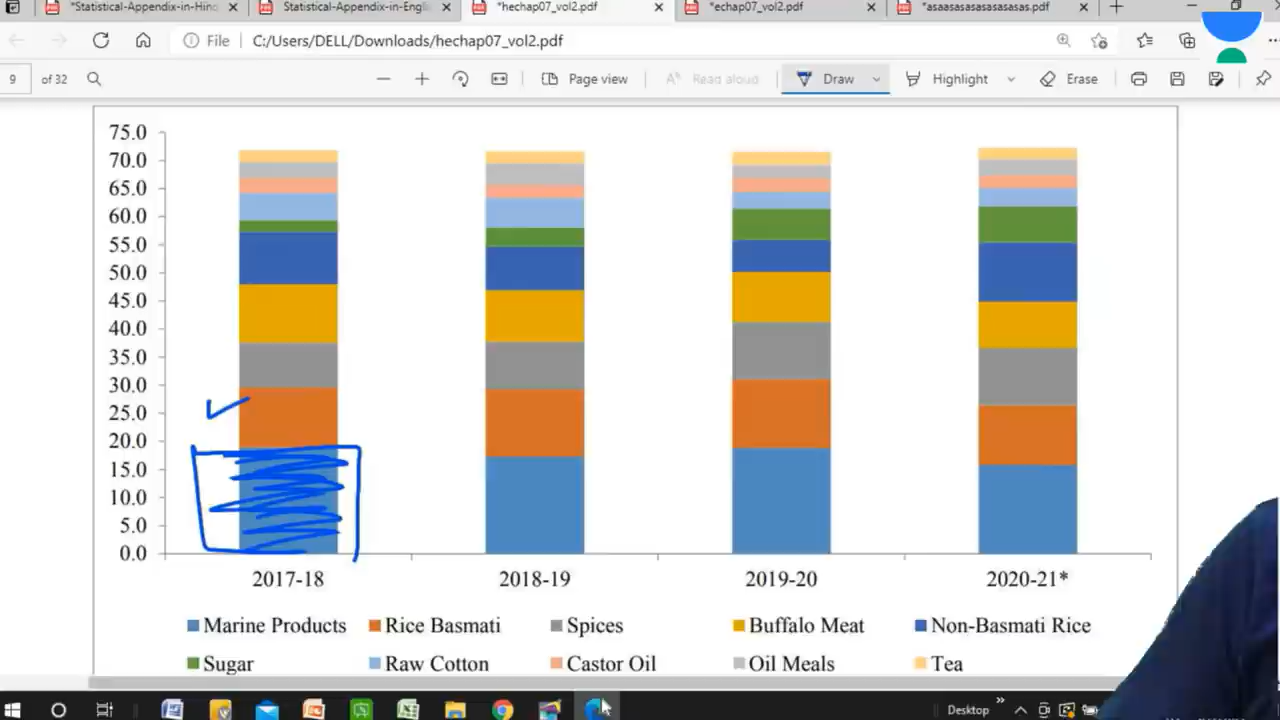 *Statistical-Appendix-in-Hind
Statistical-Appendix-in-Engl
*hechap07_vol2.pdf
*echap07_vol2.pdf
*asaasasasasasasas.pdf
File
C:/Users/DELL/Downloads/hechap07_vol2.pdf
9 of 32
Page view
Read aloud
Draw
Highlight
Erase
75.0
70.0
65.0
60.0
55.0
50.0
45.0
40.0
35.0
30.0
25.0
20.0
15.0
10.0
5.0
0.0
2017-18 2018-19 2019-20 2020-21*
Marine Products Rice Basmati Spices Buffalo Meat Non-Basmati Rice
Sugar Raw Cotton Castor Oil Oil Meals Tea
Desktop